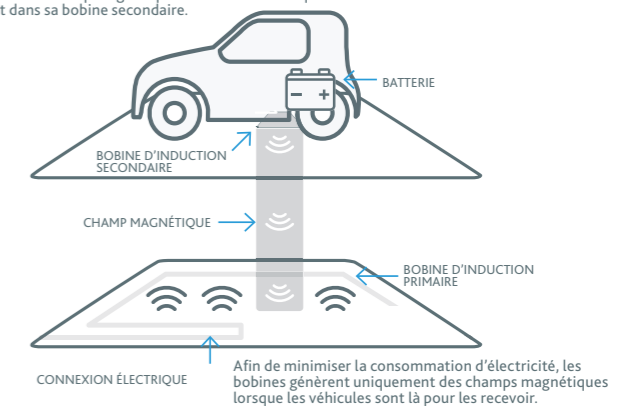 t dans sa bobine secondaire.
BATTERIE
BOBINE D'INDUCTION
SECONDAIRE
CHAMP MAGNÉTIQUE
BOBINE D'INDUCTION
PRIMAIRE
CONNEXION ÉLECTRIQUE
Afin de minimiser la consommation d'électricité, les
bobines génèrent uniquement des champs magnétiques
lorsque les véhicules sont là pour les recevoir.